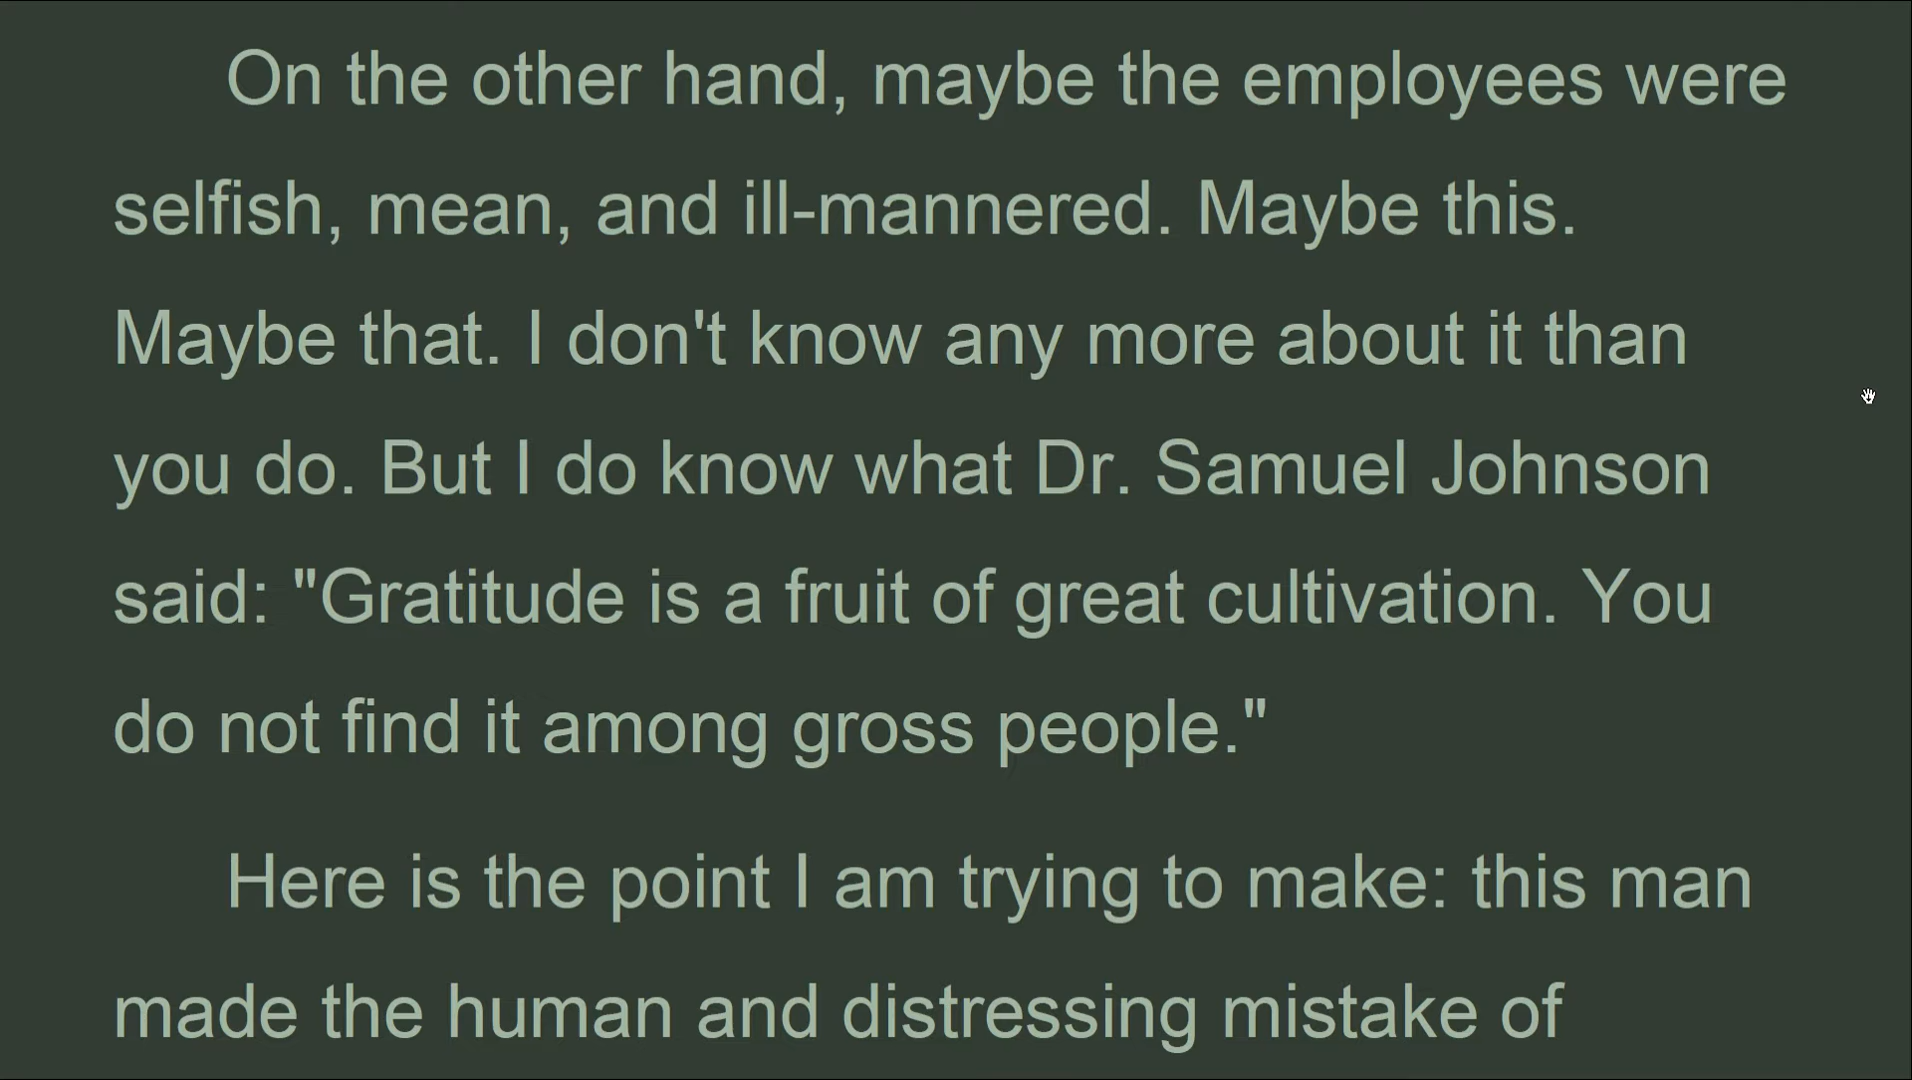 On the other hand, maybe the employees were
selfish, mean, and ill-mannered. Maybe this.
Maybe that. I don't know any more about it than
you do. But I do know what Dr. Samuel Johnson
said: "Gratitude is a fruit of great cultivation. You
do not find it among gross people."
Here is the point I am trying to make: this man
made the human and distressing mistake of